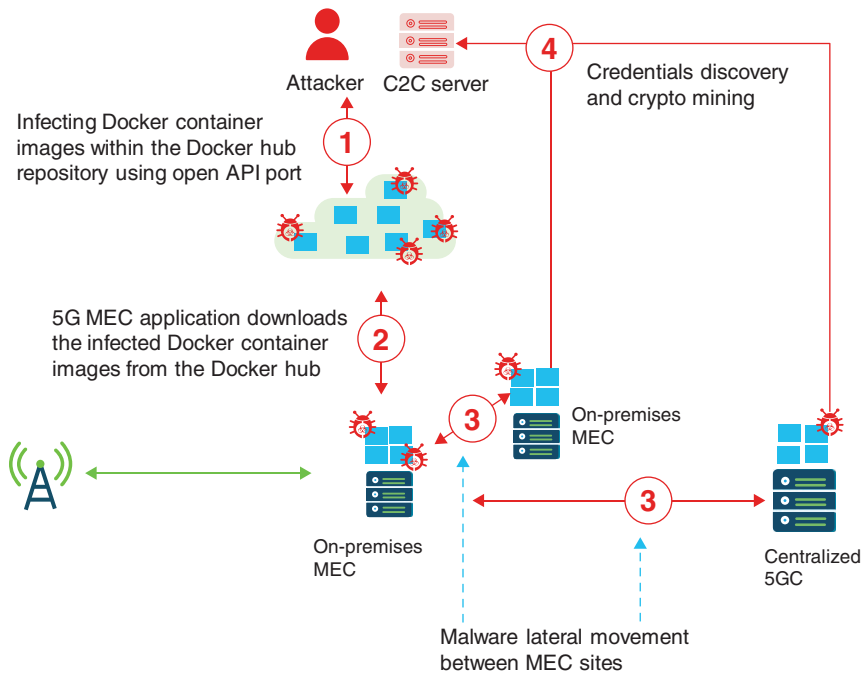 4
Attacker
C2C server
Credentials discovery
and crypto mining
Infecting Docker container
images within the Docker hub
repository using open API port
1
5G MEC application downloads
the infected Docker container
images from the Docker hub
2
3
On-premises
MEC
3
On-premises
MEC
Centralized
5GC
Malware lateral movement
between MEC sites